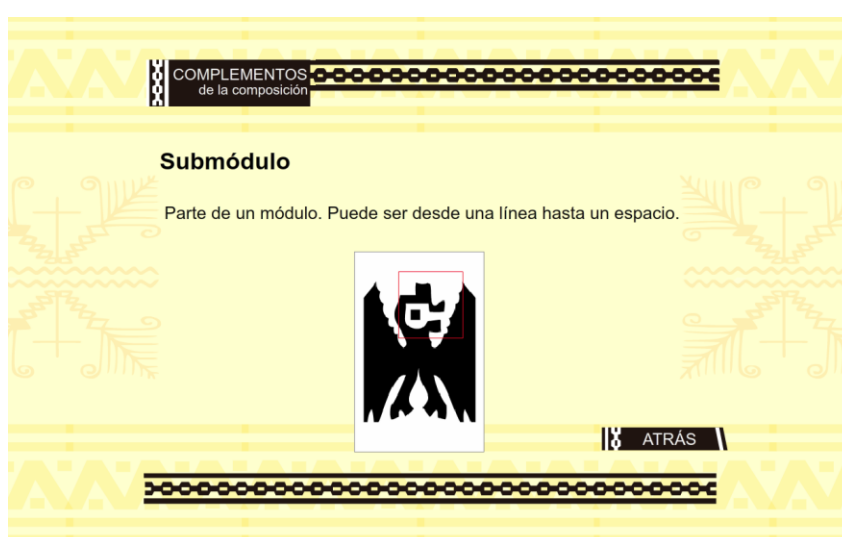 COMPLEMENTOS
de la composición
Submódulo
Parte de un módulo. Puede ser desde una línea hasta un espacio.
ATRÁS